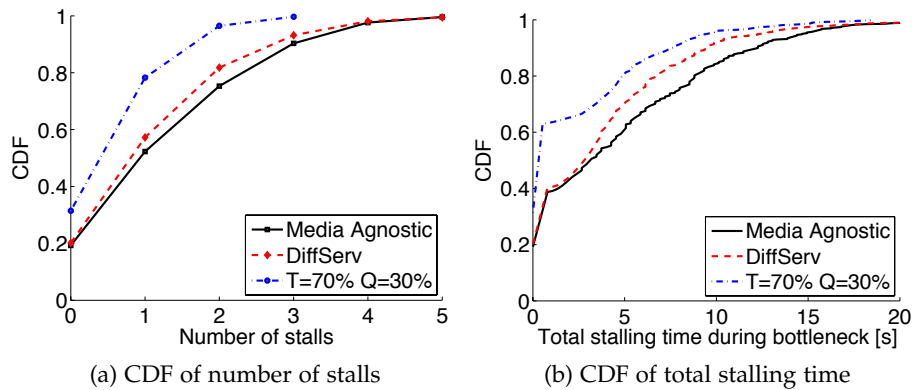 CDF
1
0.8
0.6
0.4
0.2
0
0 1 2 3 4 5
Number of stalls
Media Agnostic
DiffServ
T=70% Q=30%
(a) CDF of number of stalls
CDF
1
0.8
0.6
0.4
0.2
0
0 5 10 15 20
Total stalling time during bottleneck [s]
Media Agnostic
DiffServ
T=70% Q=30%
(b) CDF of total stalling time